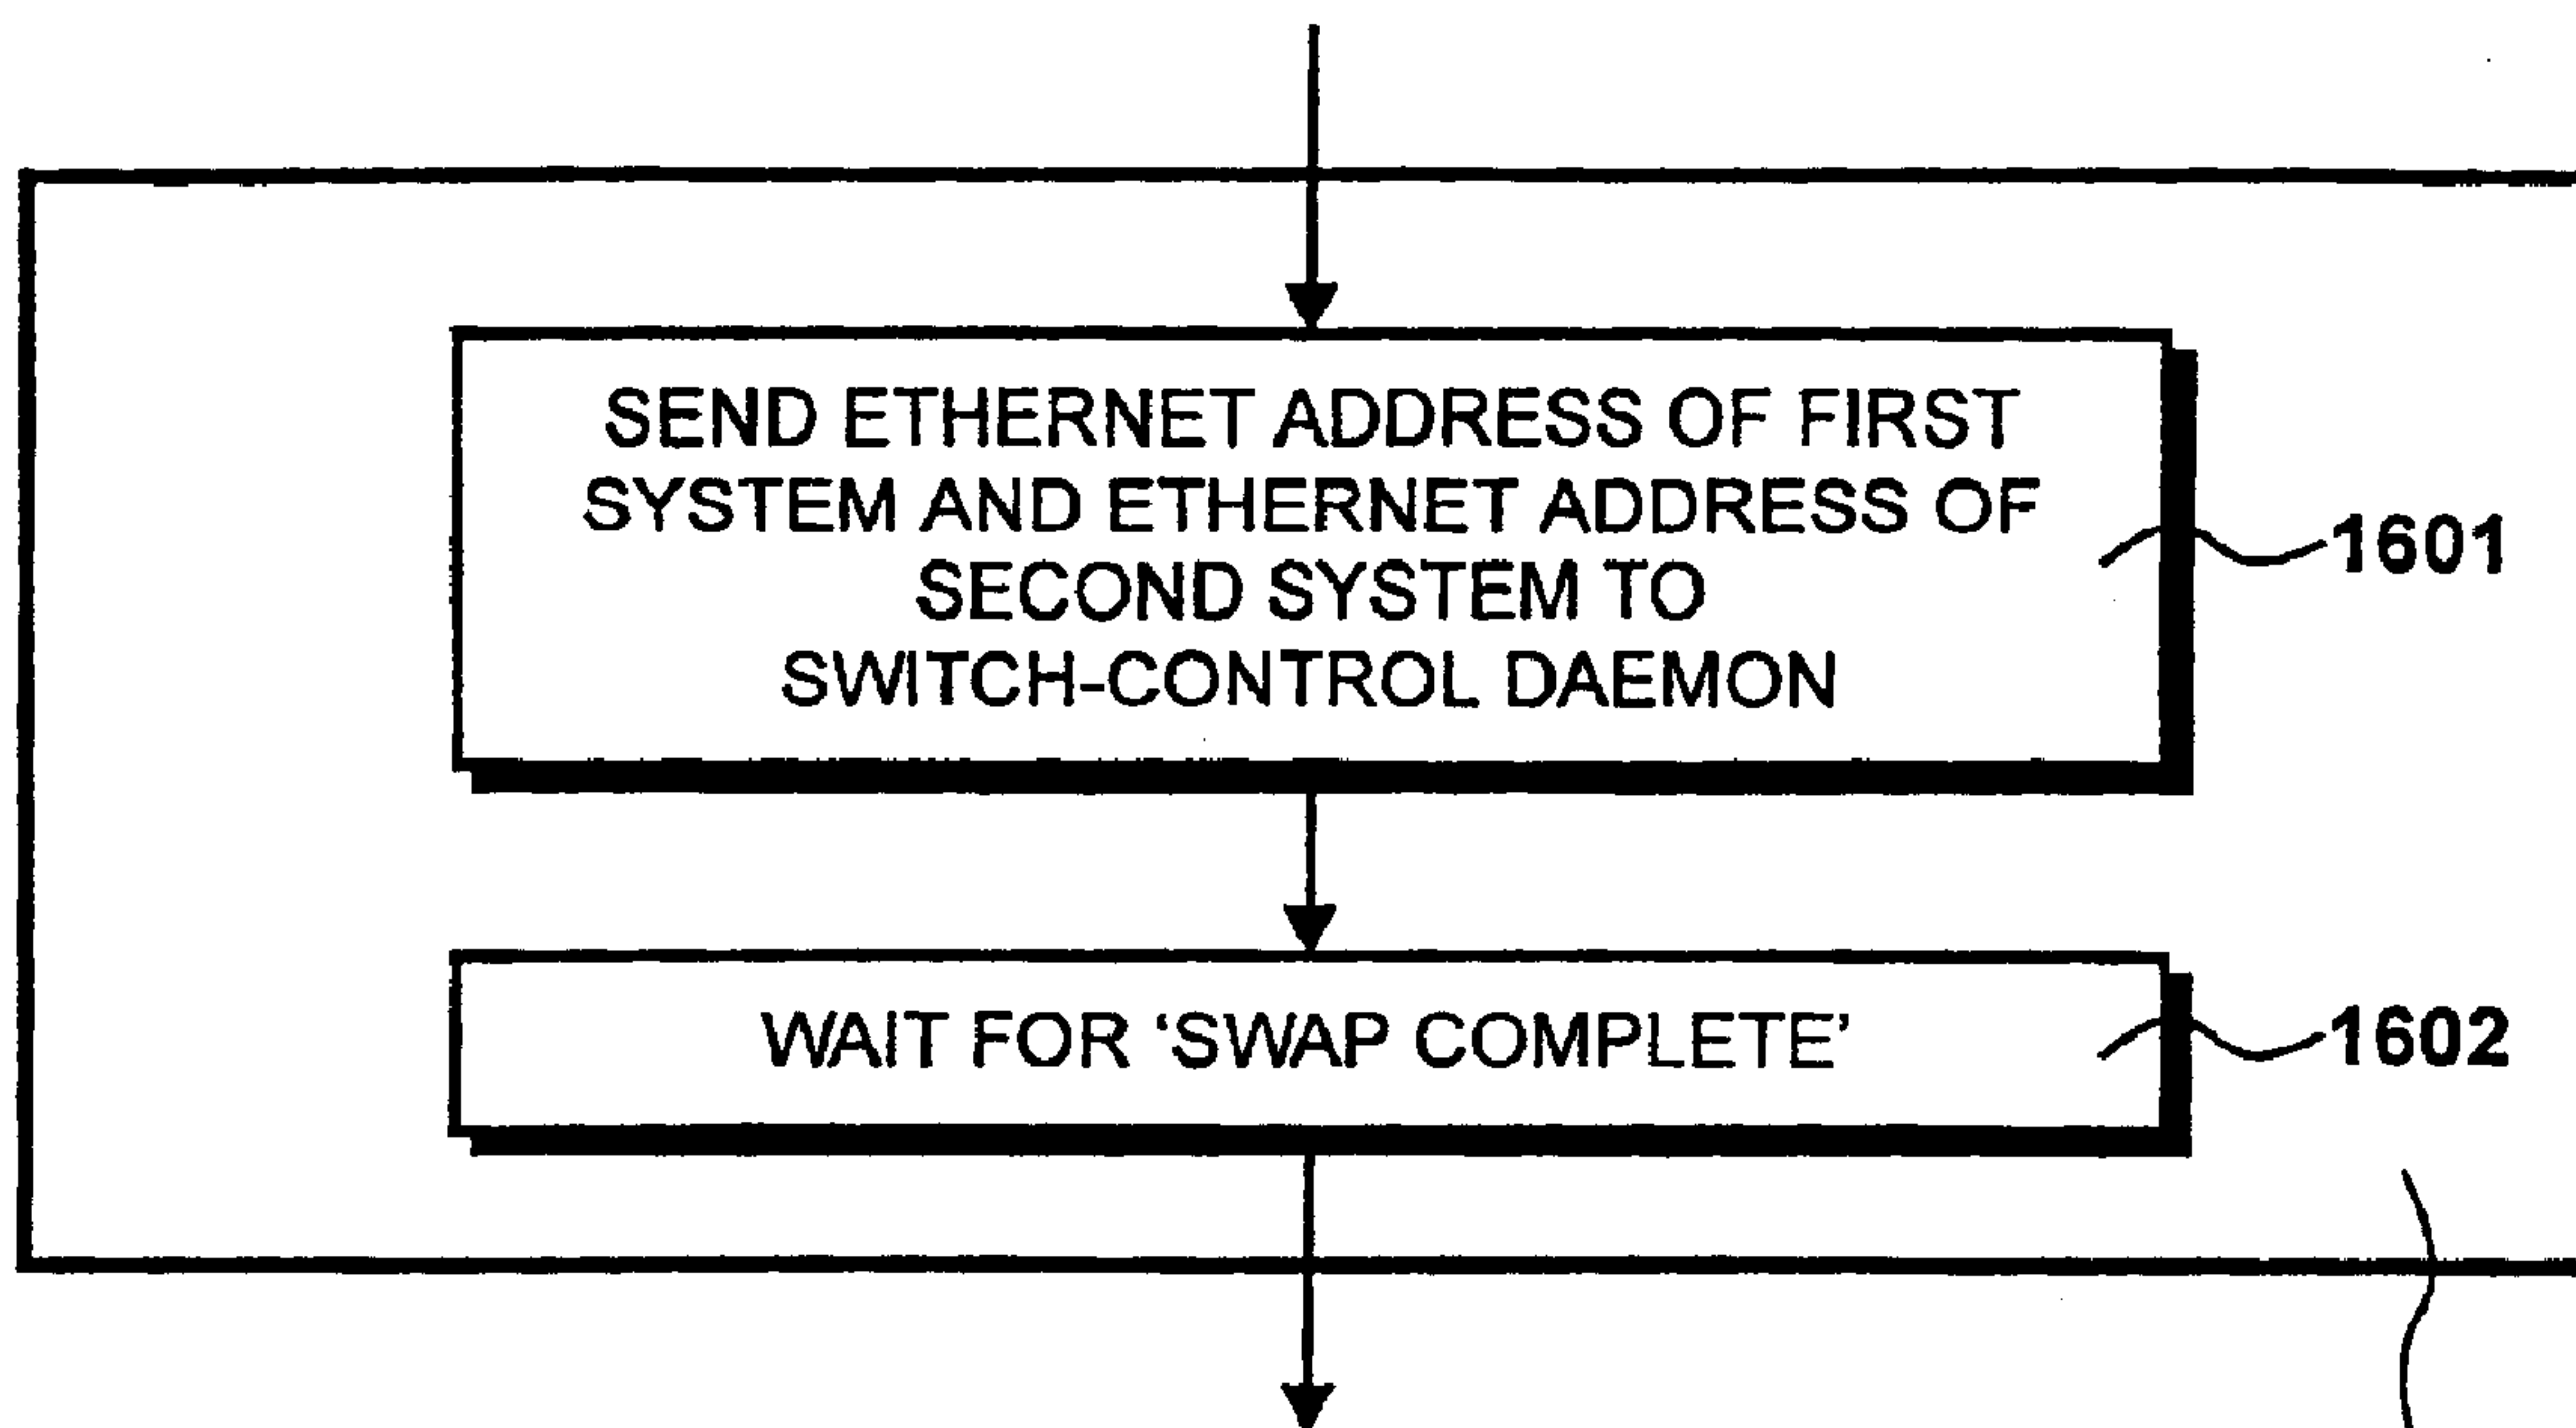 SEND ETHERNET ADDRESS OF FIRST
SYSTEM AND ETHERNET ADDRESS OF
SECOND SYSTEM TO
SWITCH-CONTROL DAEMON
1601
WAIT FOR ‘SWAP COMPLETE’
1602